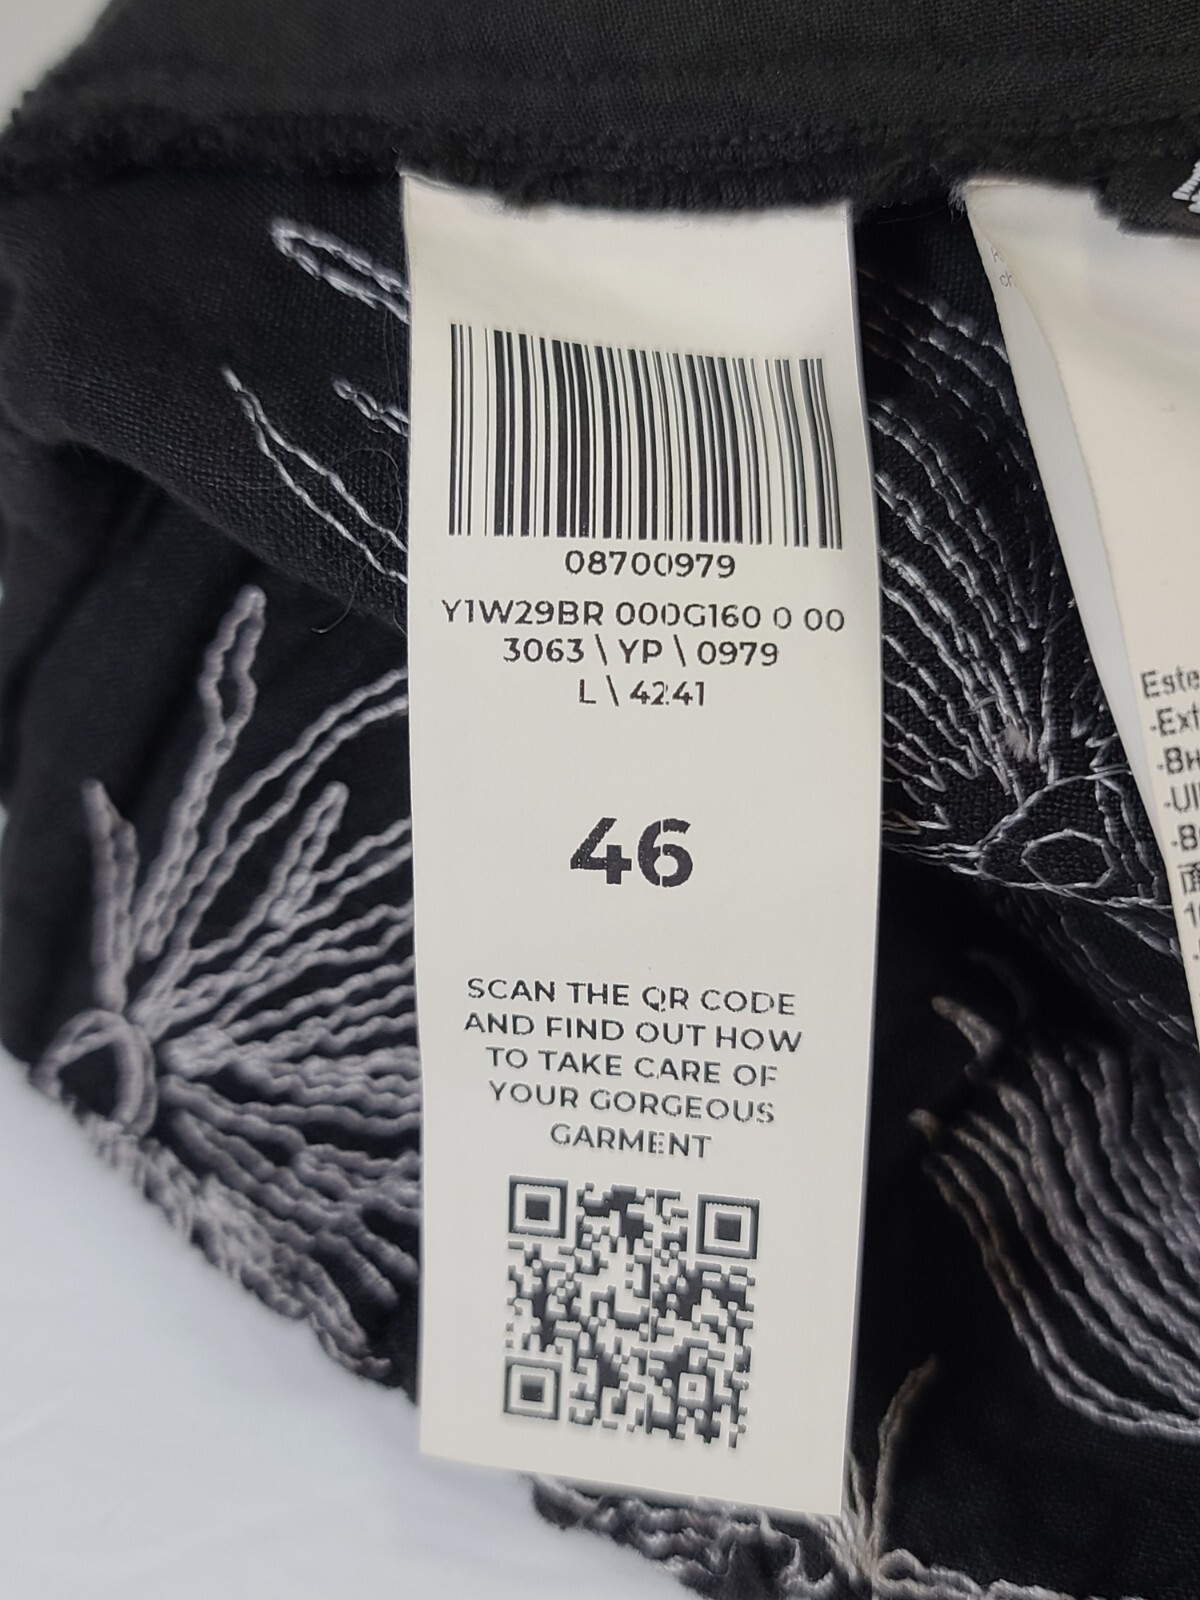 08700979
Y1W29BR 000G160 0 00
3063 \ YP \ 0979
L \ 4241
46
SCAN THE QR CODE
AND FIND OUT HOW
TO TAKE CARE OF
YOUR GORGEOUS
GARMENT
Este
-Ext